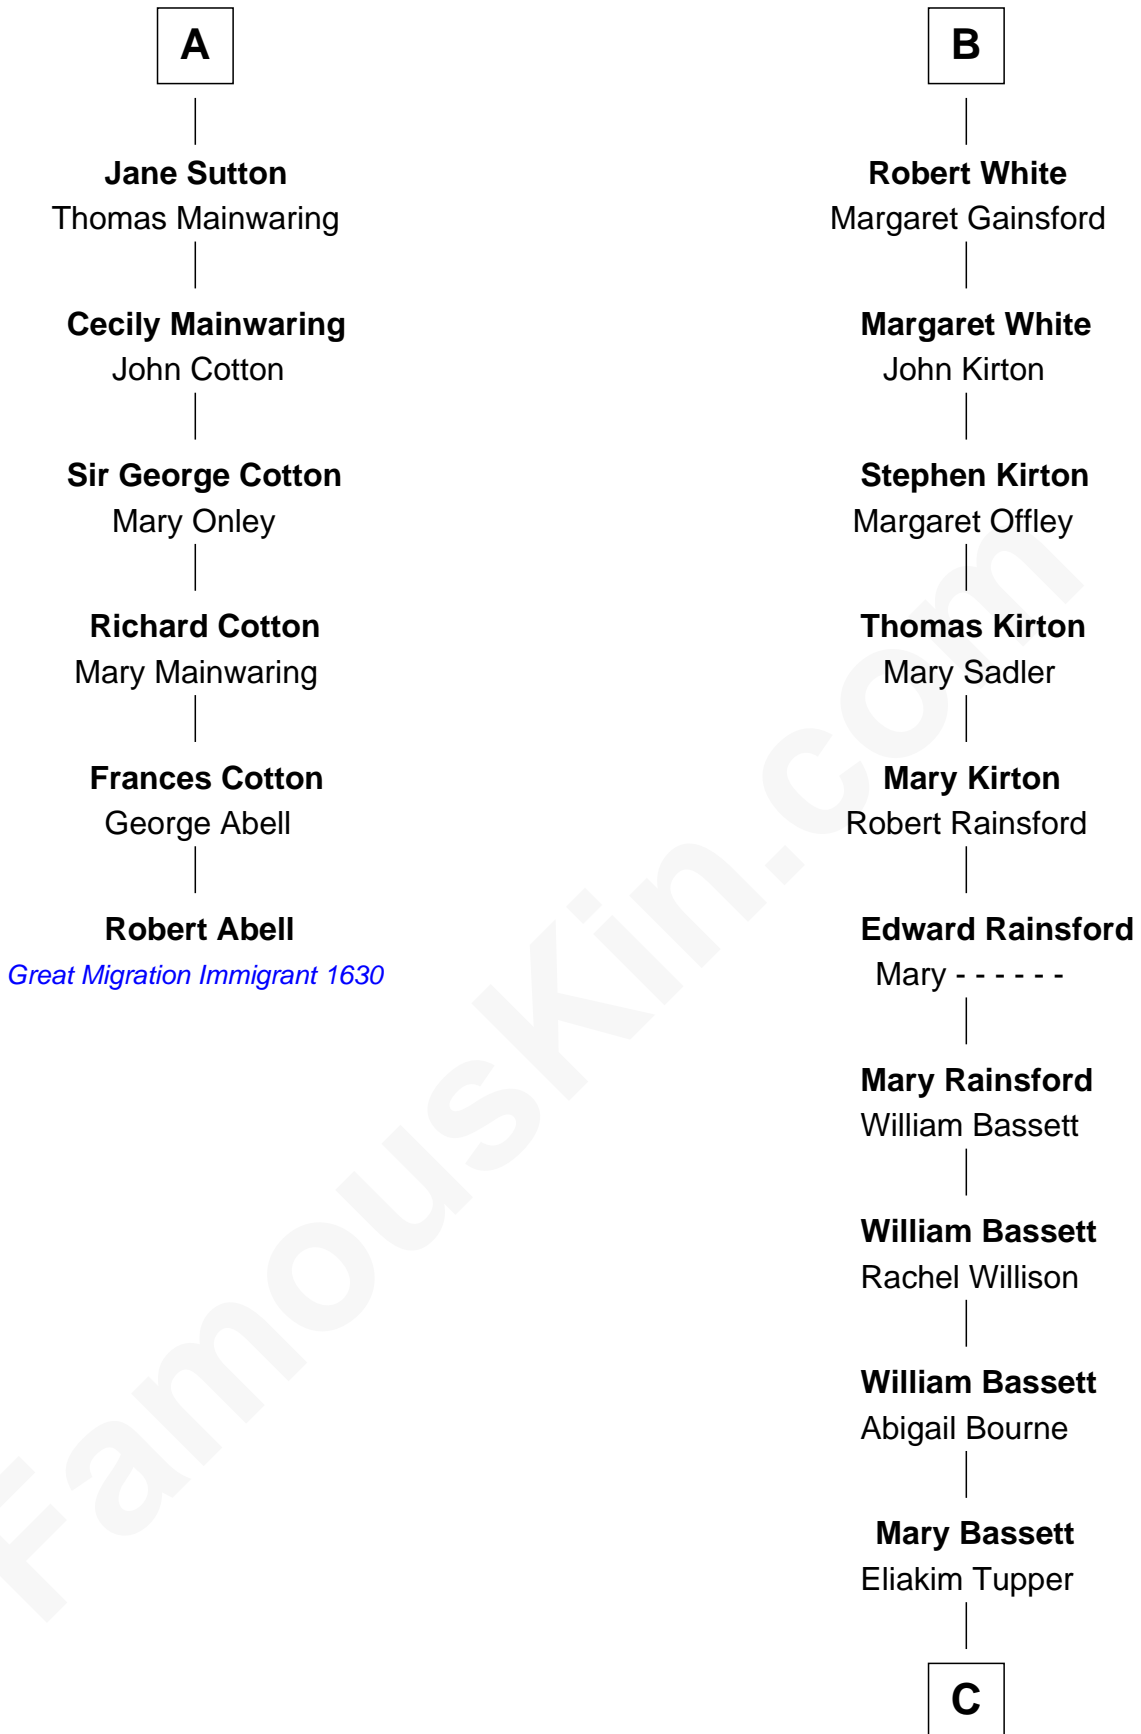 A
Jane Sutton
Thomas Mainwaring
Cecily Mainwaring
John Cotton
Sir George Cotton
Mary Onley
Richard Cotton
Mary Mainwaring
Frances Cotton
George Abell
Robert Abell
Great Migration Immigrant 1630
B
Robert White
Margaret Gainsford
Margaret White
John Kirton
Stephen Kirton
Margaret Offley
Thomas Kirton
Mary Sadler
Mary Kirton
Robert Rainsford
Edward Rainsford
Mary - - - - - -
Mary Rainsford
William Bassett
William Bassett
Rachel Willison
William Bassett
Abigail Bourne
Mary Bassett
Eliakim Tupper
C
FamousKin.com